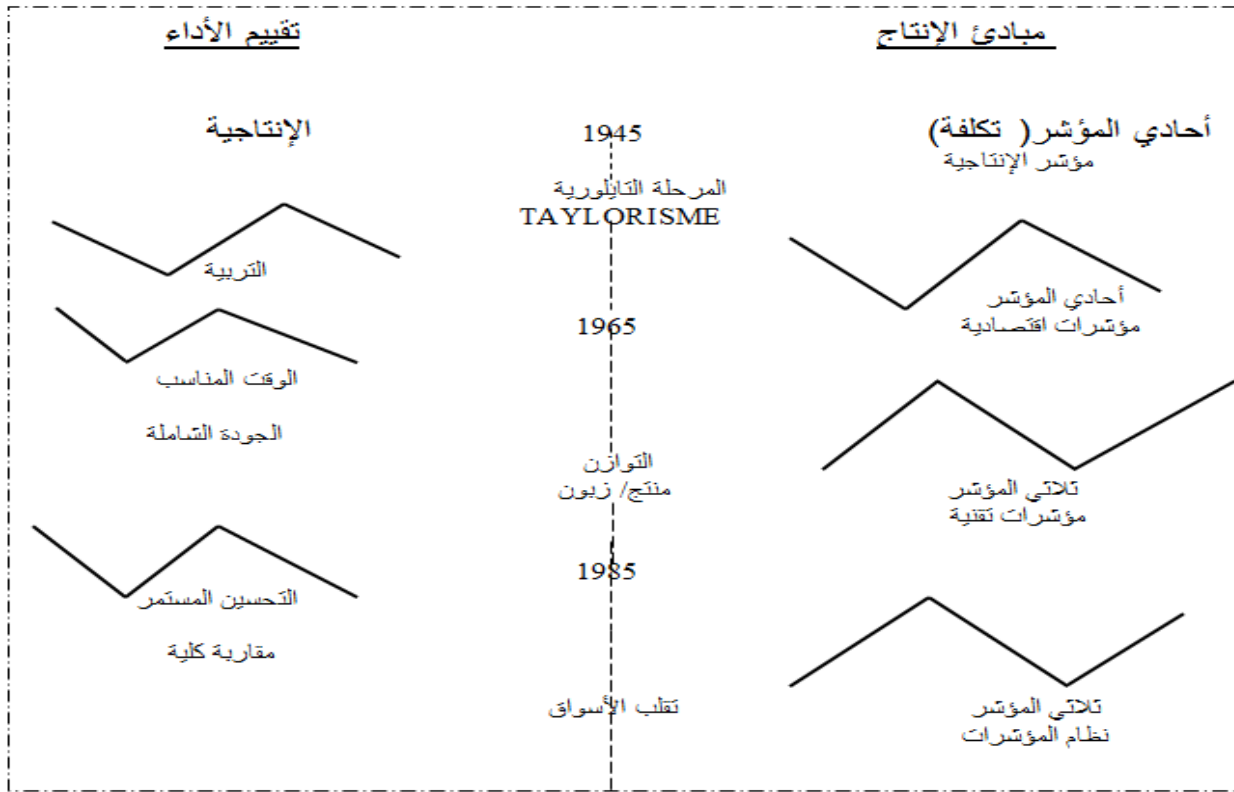 مبادئ الإنتاج
تقييم الأداء
أحادي المؤشر( تكلفة)
مؤشر الإنتاجية
1945
الإنتاجية
المرحلة التايلورية
TAYLORISME
التربية
أحادي المؤشر
مؤشرات اقتصادية
1965
الوقت المناسب
الجودة الشاملة
التوازن
منتج/ زبون
ثلاثي المؤشر
مؤشرات تقنية
1985
التحسين المستمر
مقاربة كلية
تقلب الأسواق
ثلاثي المؤشر
نظام المؤشرات